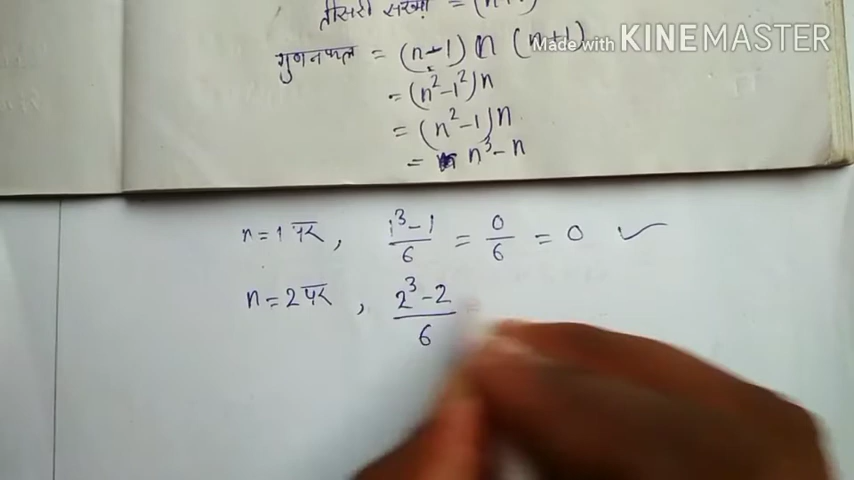 तीसरी संख्या = (n+1)
गुणनफल = (n-1) n (n+1)
Made with KINEMASTER
= (n²-1²)n
= (n²-1)n
= n³-n
n=1 पर, 1³-1/6 = 0/6 = 0 ✓
n=2 पर, 2³-2/6 =